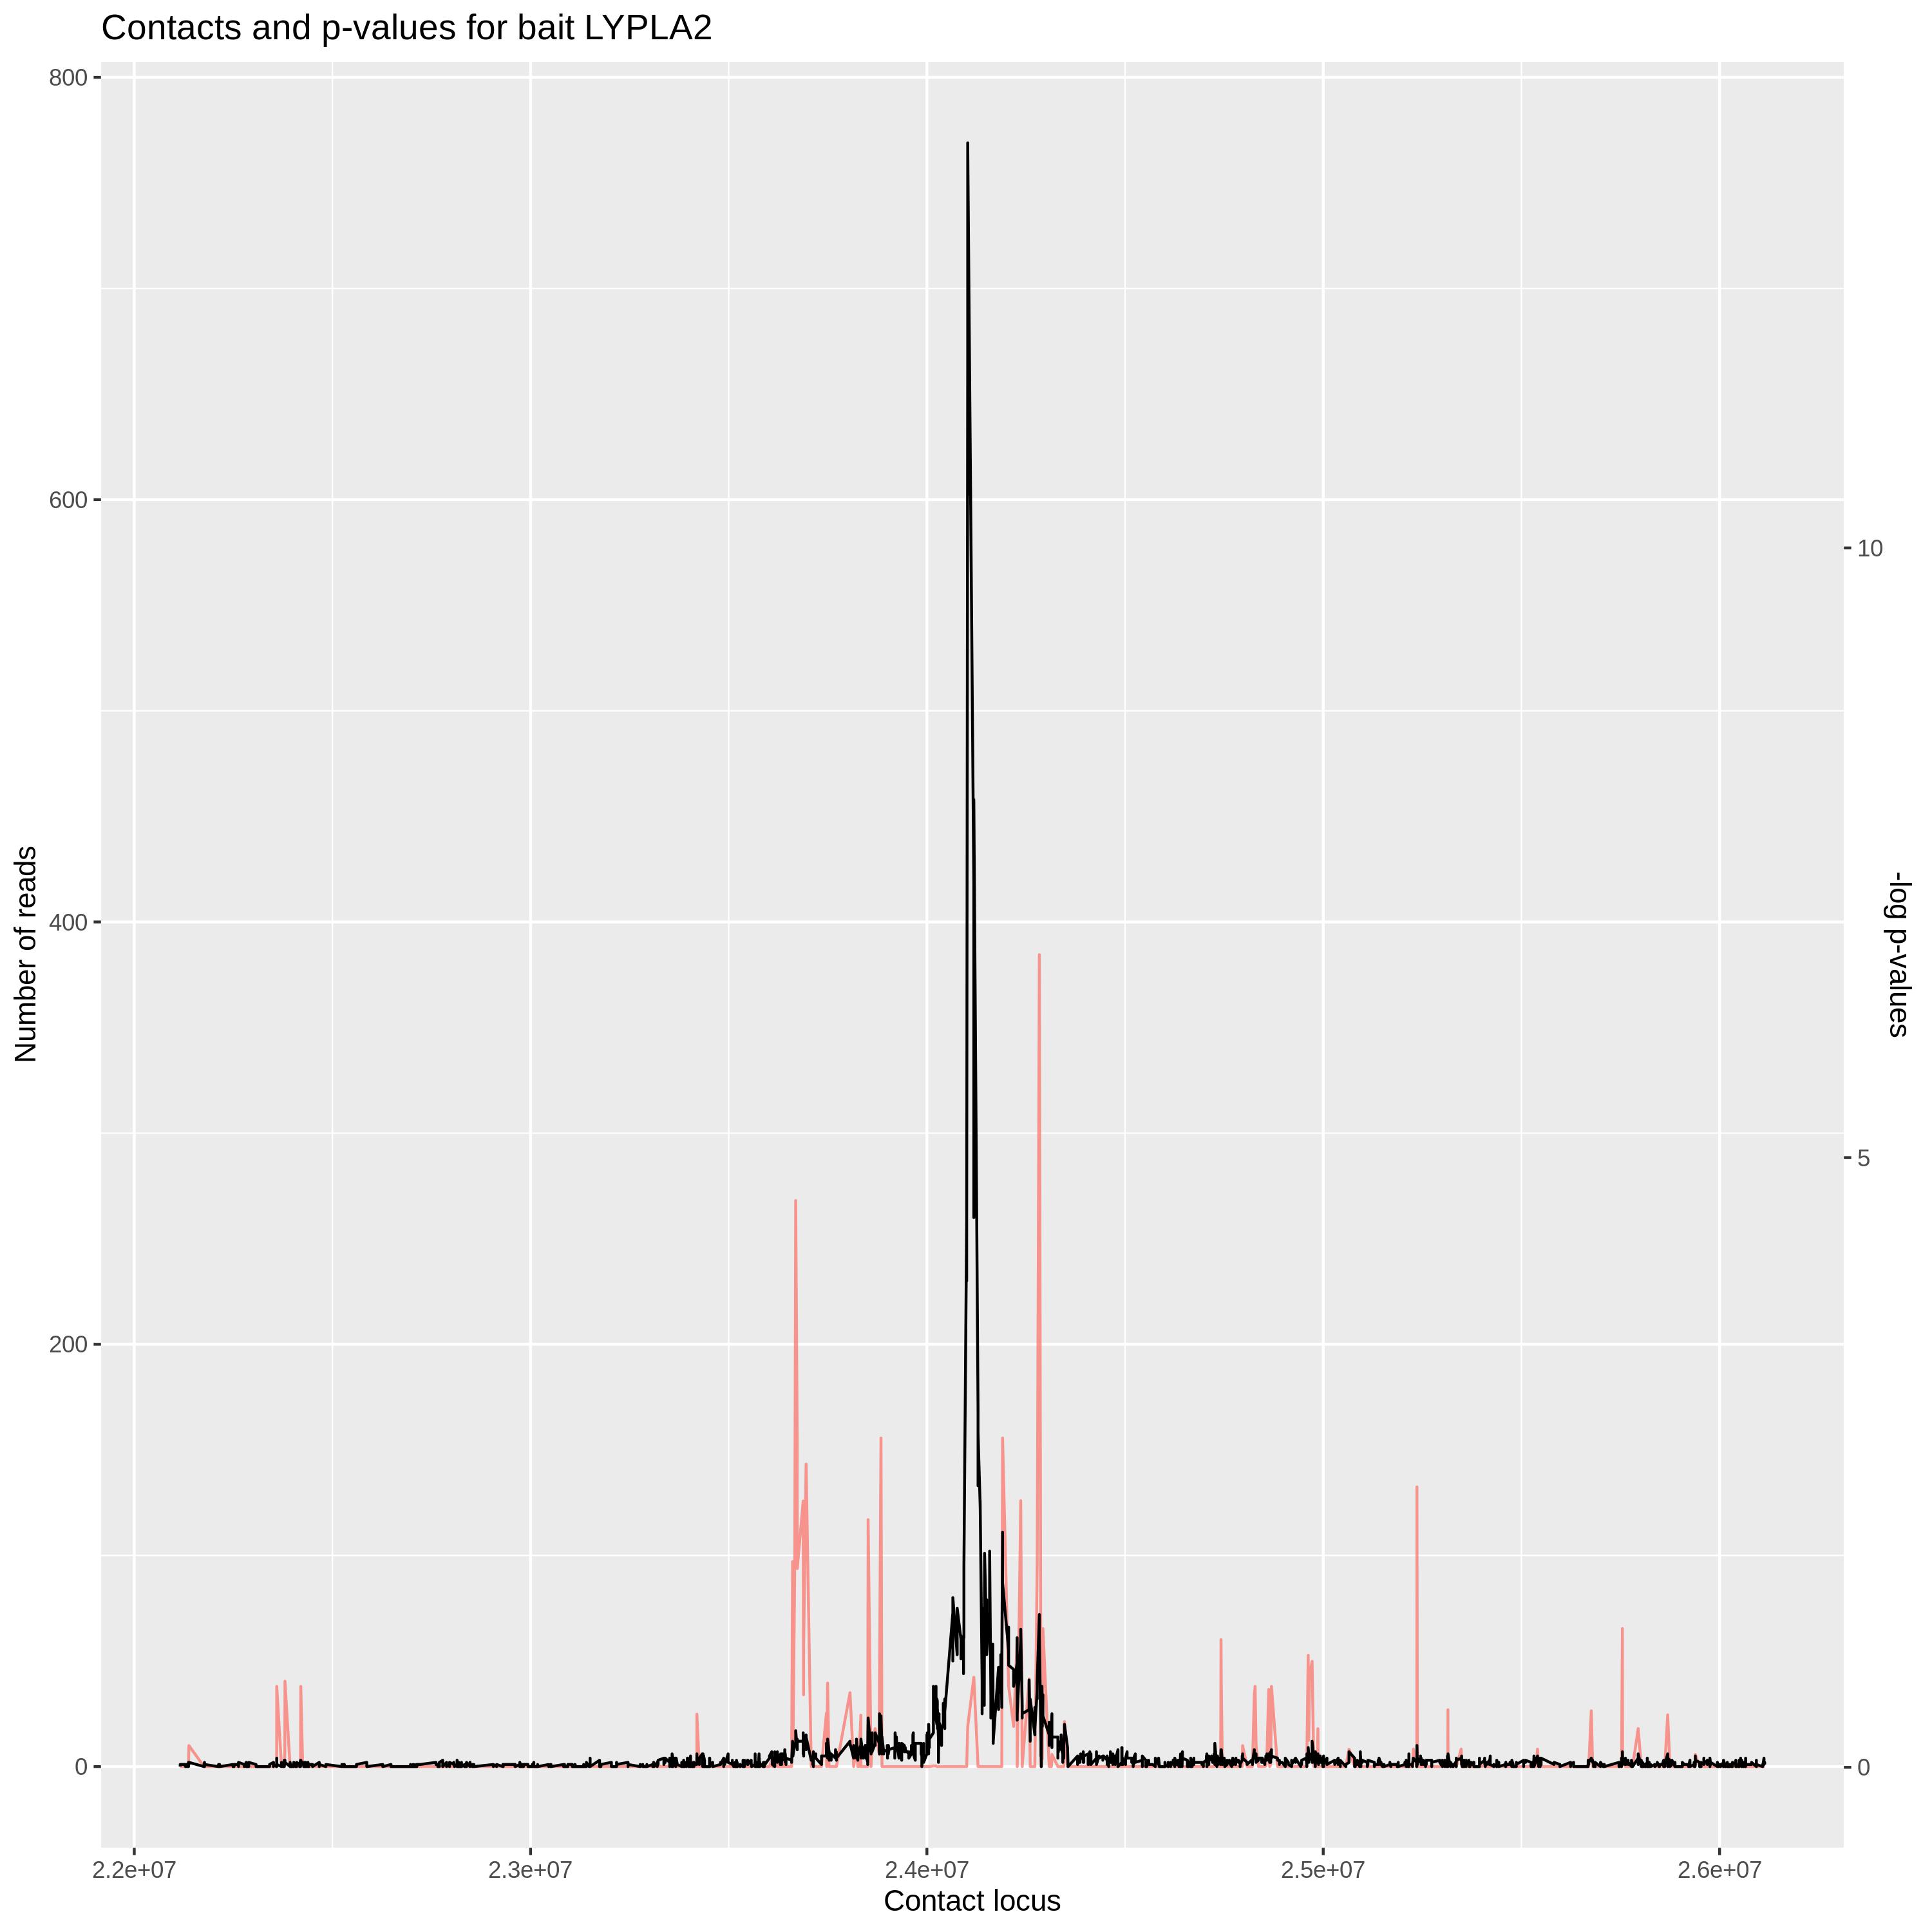 Contacts and p-values for bait LYPLA2
800
600
400
200
0
Number of reads
10
5
0
-log p-values
2.2e+07
2.3e+07
2.4e+07
2.5e+07
2.6e+07
Contact locus